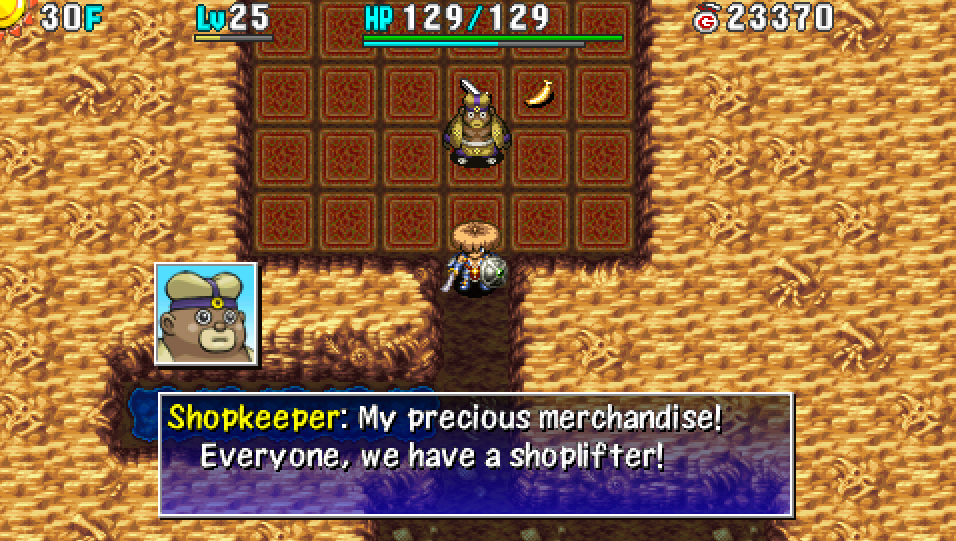 30F Lv25 HP 129/129 23370
Shopkeeper: My precious merchandise!
Everyone, we have a shoplifter!